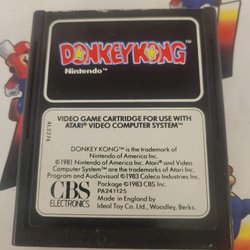 DONKEY KONG™
Nintendo®
VIDEO GAME CARTRIDGE FOR USE WITH
ATARI® VIDEO COMPUTER SYSTEM™
4L2274
DONKEY KONG™ is the trademark of
Nintendo of America Inc.
©1981 Nintendo of America Inc. Atari® and Video
Computer System™ are the trademarks of Atari Inc.
Program and Audiovisual ©1983 Coleco Industries Inc.
Package ©1983 CBS Inc.
PA241125
CBS
ELECTRONICS
Made in England by
Ideal Toy Co. Ltd., Woodley, Berks.